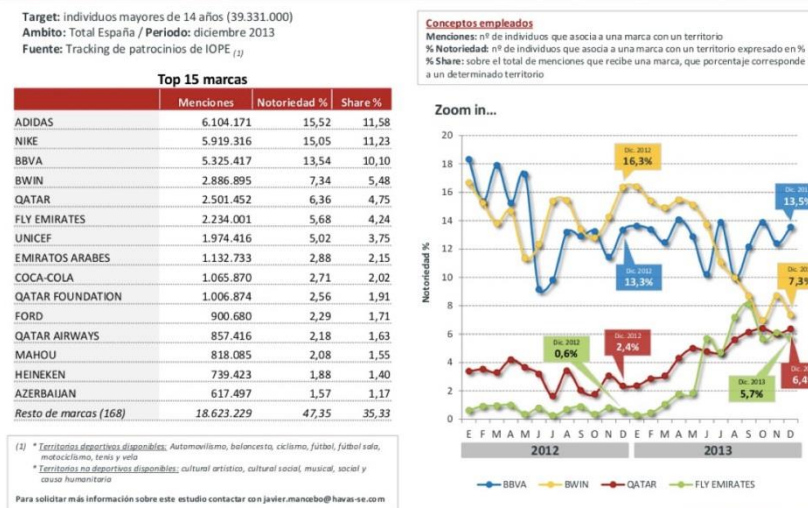 Target: individuos mayores de 14 años (39.331.000)
Ambito: Total España / Periodo: diciembre 2013
Fuente: Tracking de patrocinios de IOPE (1)
Top 15 marcas
Menciones Notoriedad % Share %
ADIDAS 6.104.171 15,52 11,58
NIKE 5.919.316 15,05 11,23
BBVA 5.325.417 13,54 10,10
BWIN 2.886.895 7,34 5,48
QATAR 2.501.452 6,36 4,75
FLY EMIRATES 2.234.001 5,68 4,24
UNICEF 1.974.416 5,02 3,75
EMIRATOS ARABES 1.132.733 2,88 2,15
COCA-COLA 1.065.870 2,71 2,02
QATAR FOUNDATION 1.006.874 2,56 1,91
FORD 900.680 2,29 1,71
QATAR AIRWAYS 857.416 2,18 1,63
MAHOU 818.085 2,08 1,55
HEINEKEN 739.423 1,88 1,40
AZERBAIJAN 617.497 1,57 1,17
Resto de marcas (168) 18.623.229 47,35 35,33
(1) * Territorios deportivos disponibles: Automovilismo, baloncesto, ciclismo, fútbol, fútbol sala,
motociclismo, tenis y vela
* Territorios no deportivos disponibles: cultural artístico, cultural social, musical, social y
causa humanitaria
Para solicitar más información sobre este estudio contactar con javier.mancebo@havas-se.com
Conceptos empleados
Menciones: nº de individuos que asocia a una marca con un territorio
% Notoriedad: nº de individuos que asocia a una marca con un territorio expresado en %
% Share: sobre el total de menciones que recibe una marca, que porcentaje corresponde
a un determinado territorio
Zoom in...
Notoriedad %
20
18
16
14
12
10
8
6
4
2
0
Dic. 2012
16,3%
13,5%
Dic. 2012
13,3%
7,3%
Dic. 2012
0,6%
Dic. 2012
2,4%
Dic. 2013
5,7%
6,4
E F M A M J J A S O N D E F M A M J J A S O N D
2012 2013
BBVA BWIN QATAR FLY EMIRATES